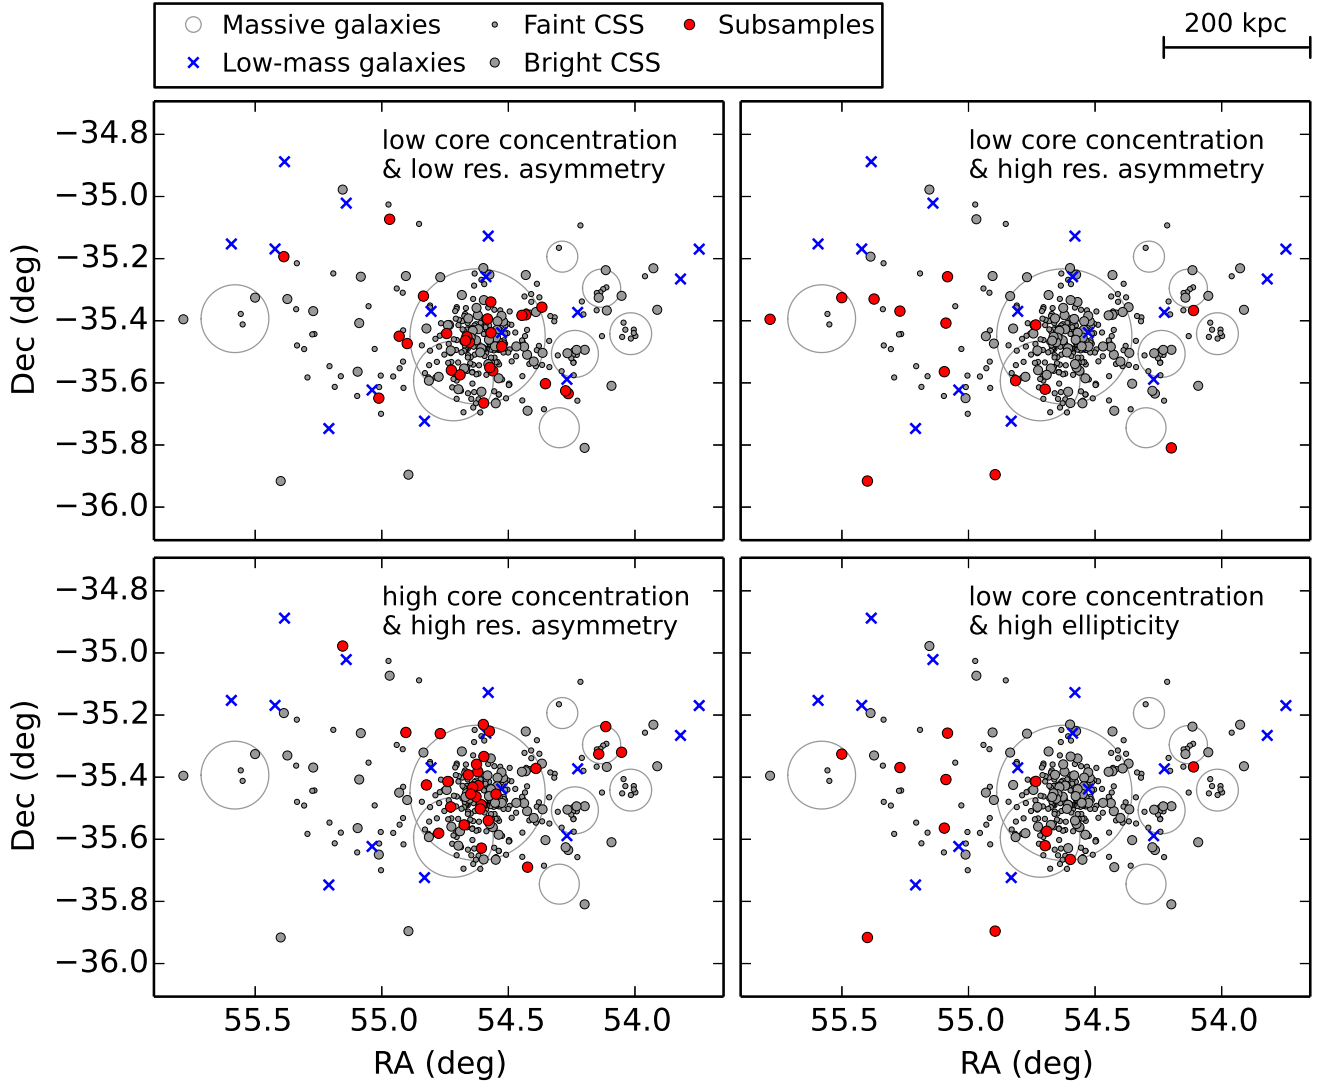 Massive galaxies
Faint CSS
Subsamples
Low-mass galaxies
Bright CSS
200 kpc
low core concentration
& low res. asymmetry
low core concentration
& high res. asymmetry
−34.8
−35.0
−35.2
−35.4
−35.6
−35.8
−36.0
Dec (deg)
high core concentration
& high res. asymmetry
low core concentration
& high ellipticity
−34.8
−35.0
−35.2
−35.4
−35.6
−35.8
−36.0
Dec (deg)
55.5
55.0
54.5
54.0
55.5
55.0
54.5
54.0
RA (deg)
RA (deg)